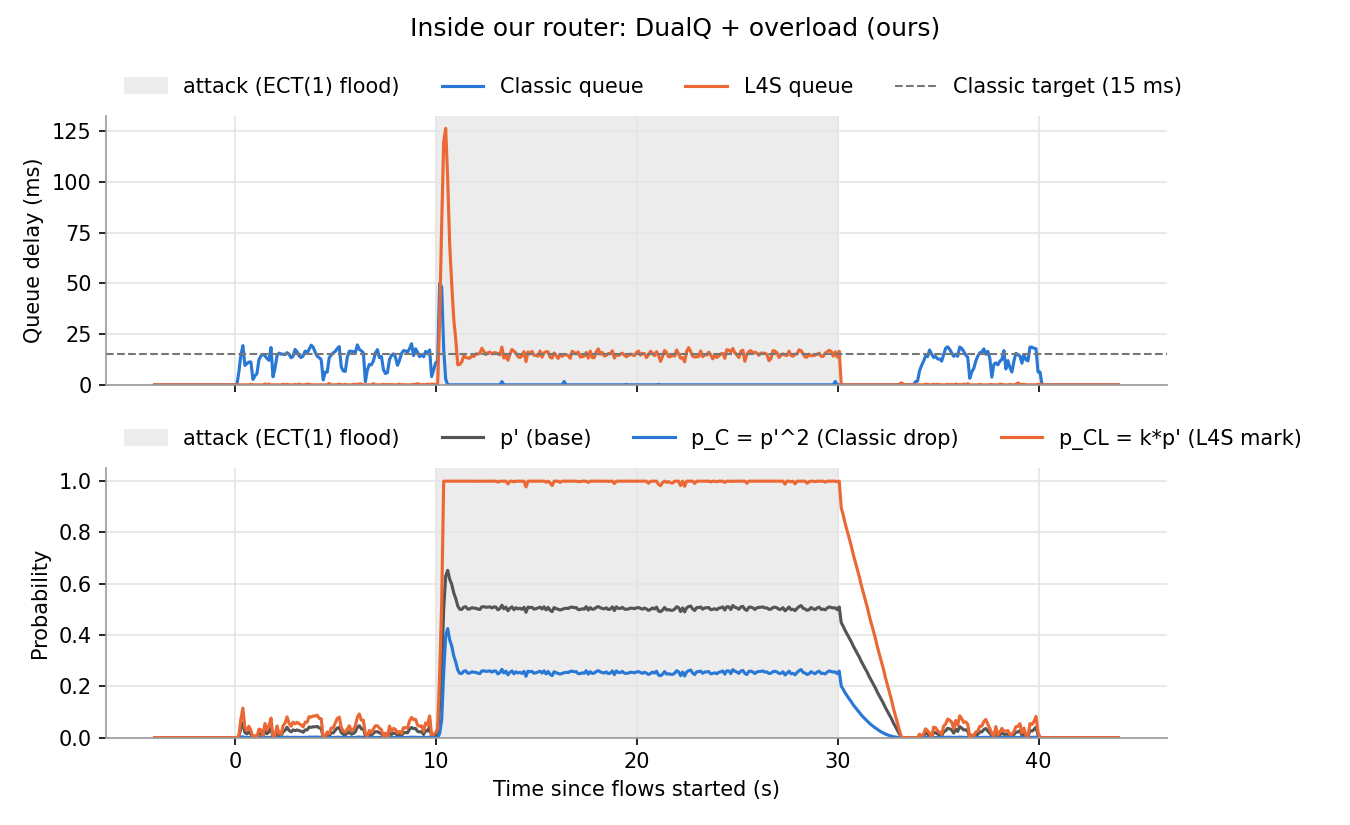 Inside our router: DualQ + overload (ours)
attack (ECT(1) flood) Classic queue L4S queue Classic target (15 ms)
Queue delay (ms)
125
100
75
50
25
0
attack (ECT(1) flood) p' (base) p_C = p'^2 (Classic drop) p_CL = k*p' (L4S mark)
Probability
1.0
0.8
0.6
0.4
0.2
0.0
0 10 20 30 40
Time since flows started (s)